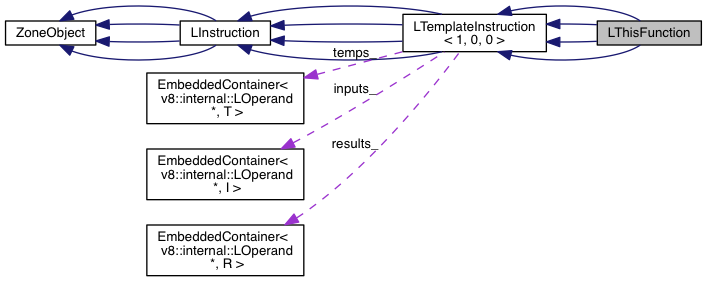 ZoneObject
LInstruction
LTemplateInstruction
< 1, 0, 0 >
LThisFunction
temps_
EmbeddedContainer<
v8::internal::LOperand
*, T >
inputs_
EmbeddedContainer<
v8::internal::LOperand
*, I >
results_
EmbeddedContainer<
v8::internal::LOperand
*, R >